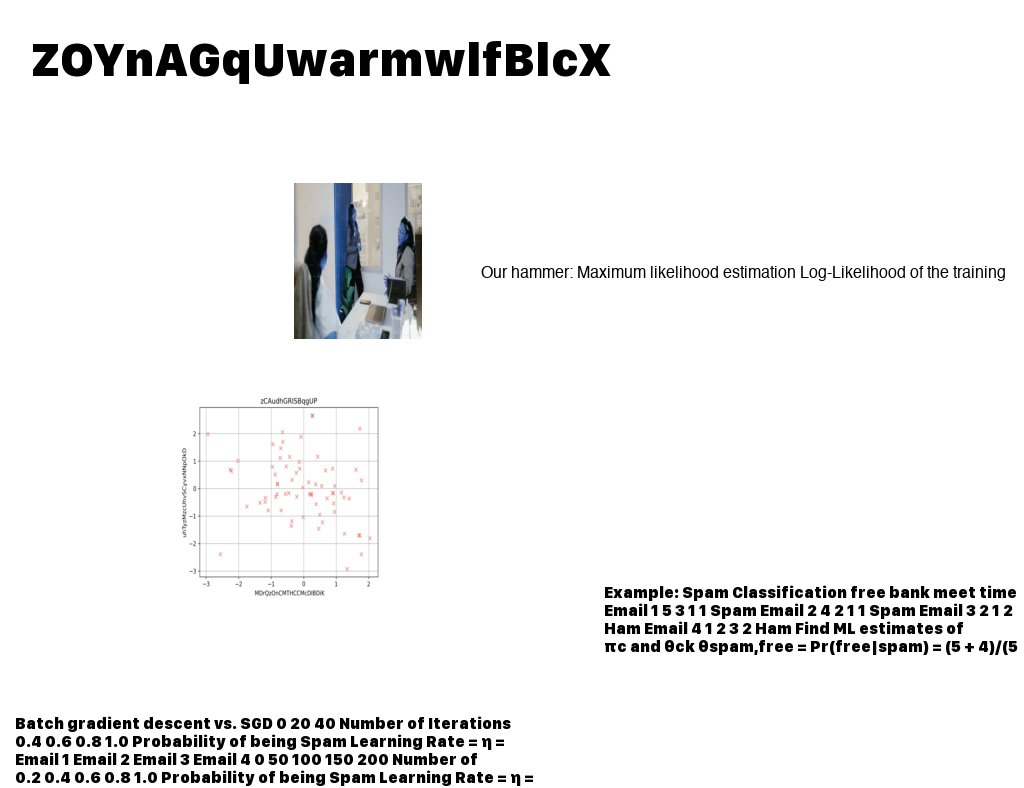 ZOYnAGqUwarmwlfBlcX
Our hammer: Maximum likelihood estimation Log-Likelihood of the training
zCAudhGRlSBqgUP
2
1
0
−1
−2
−3
−3 −2 −1 0 1 2
Example: Spam Classification free bank meet time
Email 1 5 3 1 1 Spam Email 2 4 2 1 1 Spam Email 3 2 1 2
Ham Email 4 1 2 3 2 Ham Find ML estimates of
πc and θck θspam,free = Pr(free|spam) = (5 + 4)/(5
Batch gradient descent vs. SGD 0 20 40 Number of Iterations
0.4 0.6 0.8 1.0 Probability of being Spam Learning Rate = η =
Email 1 Email 2 Email 3 Email 4 0 50 100 150 200 Number of
0.2 0.4 0.6 0.8 1.0 Probability of being Spam Learning Rate = η =